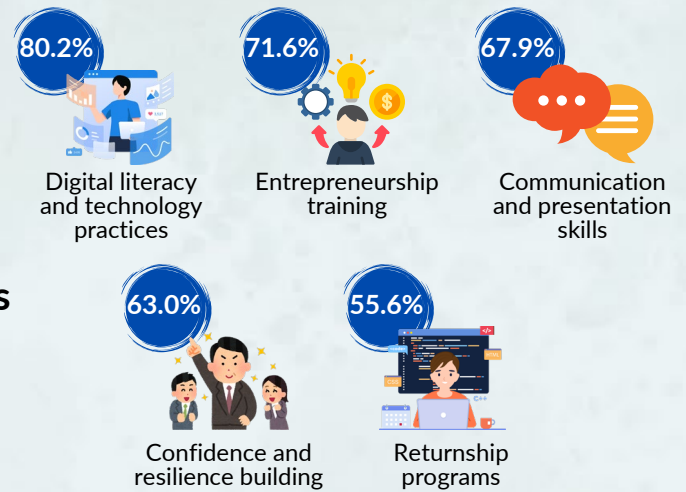 80.2%
71.6%
67.9%
Digital literacy
and technology
practices
Entrepreneurship
training
Communication
and presentation
skills
s
63.0%
55.6%
Confidence and
resilience building
Returnship
programs
C++